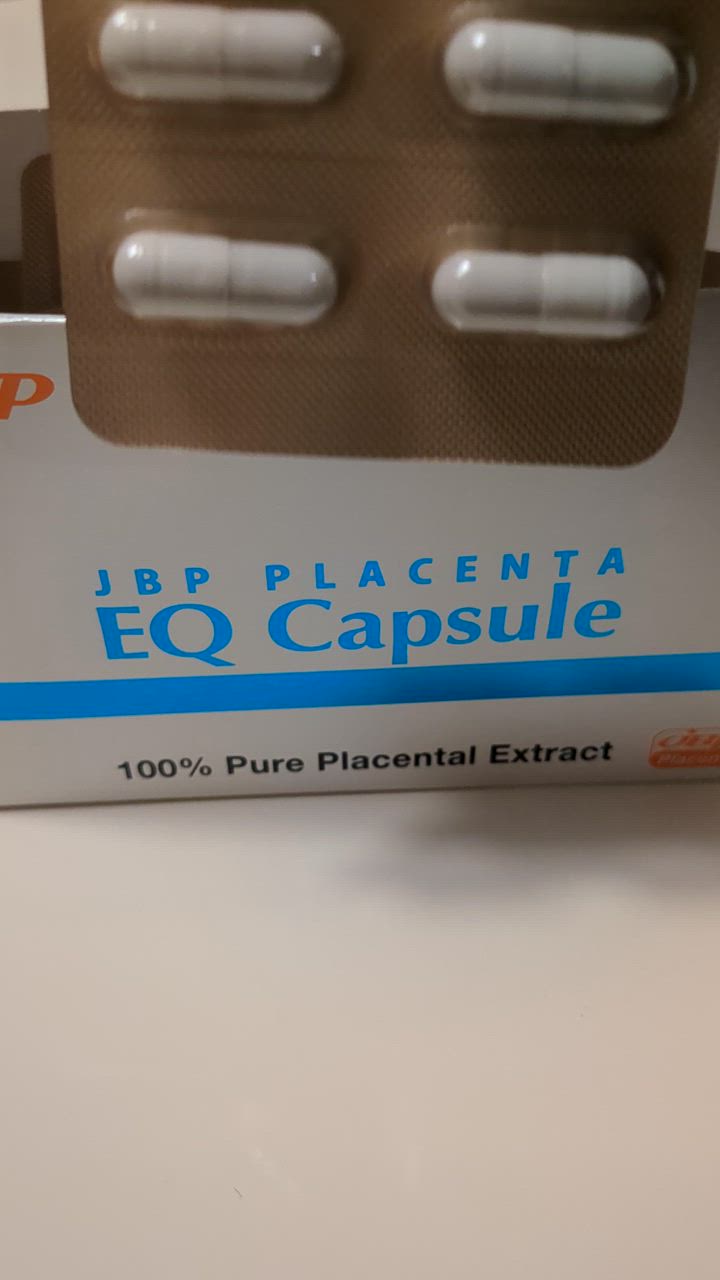 P
JBP PLACENTA
EQ Capsule
100% Pure Placental Extract